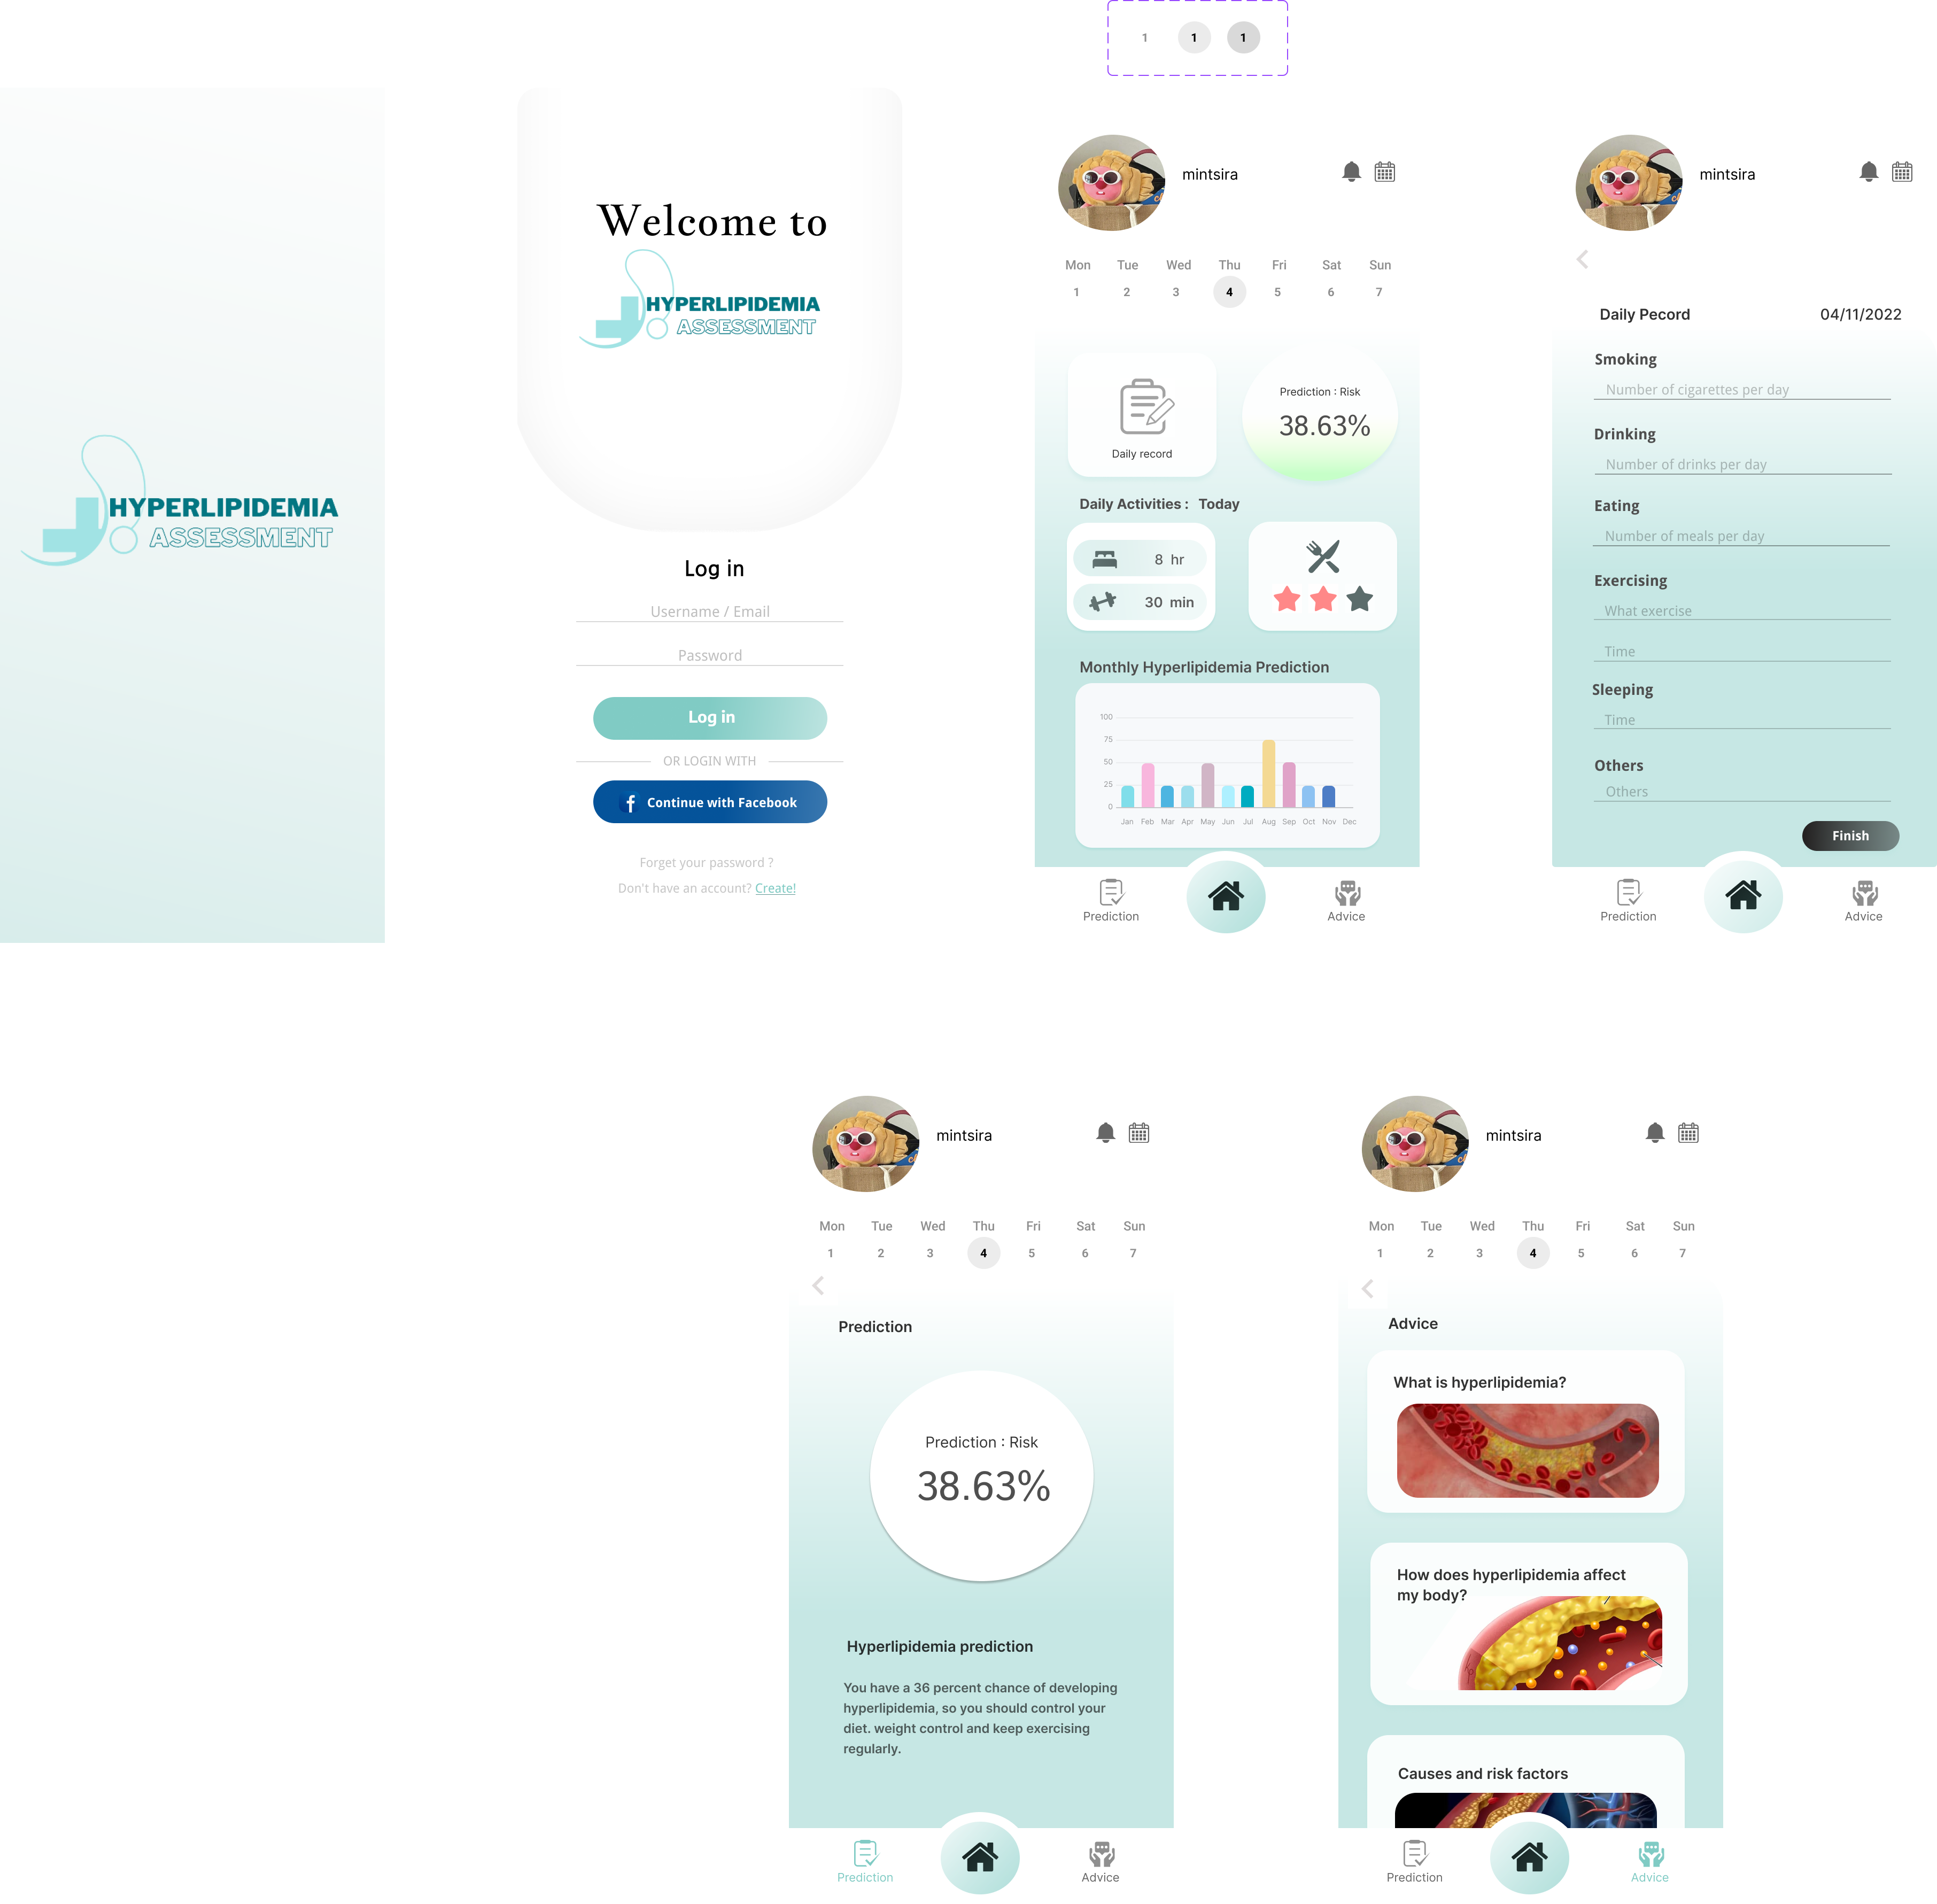 1 1 1
HYPERLIPIDEMIA
ASSESSMENT
Welcome to
HYPERLIPIDEMIA
ASSESSMENT
Log in
Username / Email
Password
Log in
OR LOGIN WITH
f Continue with Facebook
Forget your password ?
Don't have an account? Create!
mintsira
Mon Tue Wed Thu Fri Sat Sun
1 2 3 4 5 6 7
Daily record
Prediction : Risk
38.63%
Daily Activities : Today
8 hr
30 min
Monthly Hyperlipidemia Prediction
100
75
50
25
0
Jan Feb Mar Apr May Jun Jul Aug Sep Oct Nov Dec
Prediction
Advice
mintsira
Daily Pecord 04/11/2022
Smoking
Number of cigarettes per day
Drinking
Number of drinks per day
Eating
Number of meals per day
Exercising
What exercise
Time
Sleeping
Time
Others
Others
Finish
Prediction
Advice
mintsira
Mon Tue Wed Thu Fri Sat Sun
1 2 3 4 5 6 7
Prediction
Prediction : Risk
38.63%
Hyperlipidemia prediction
You have a 36 percent chance of developing
hyperlipidemia, so you should control your
diet. weight control and keep exercising
regularly.
Prediction
Advice
mintsira
Mon Tue Wed Thu Fri Sat Sun
1 2 3 4 5 6 7
Advice
What is hyperlipidemia?
How does hyperlipidemia affect
my body?
Causes and risk factors
Prediction
Advice